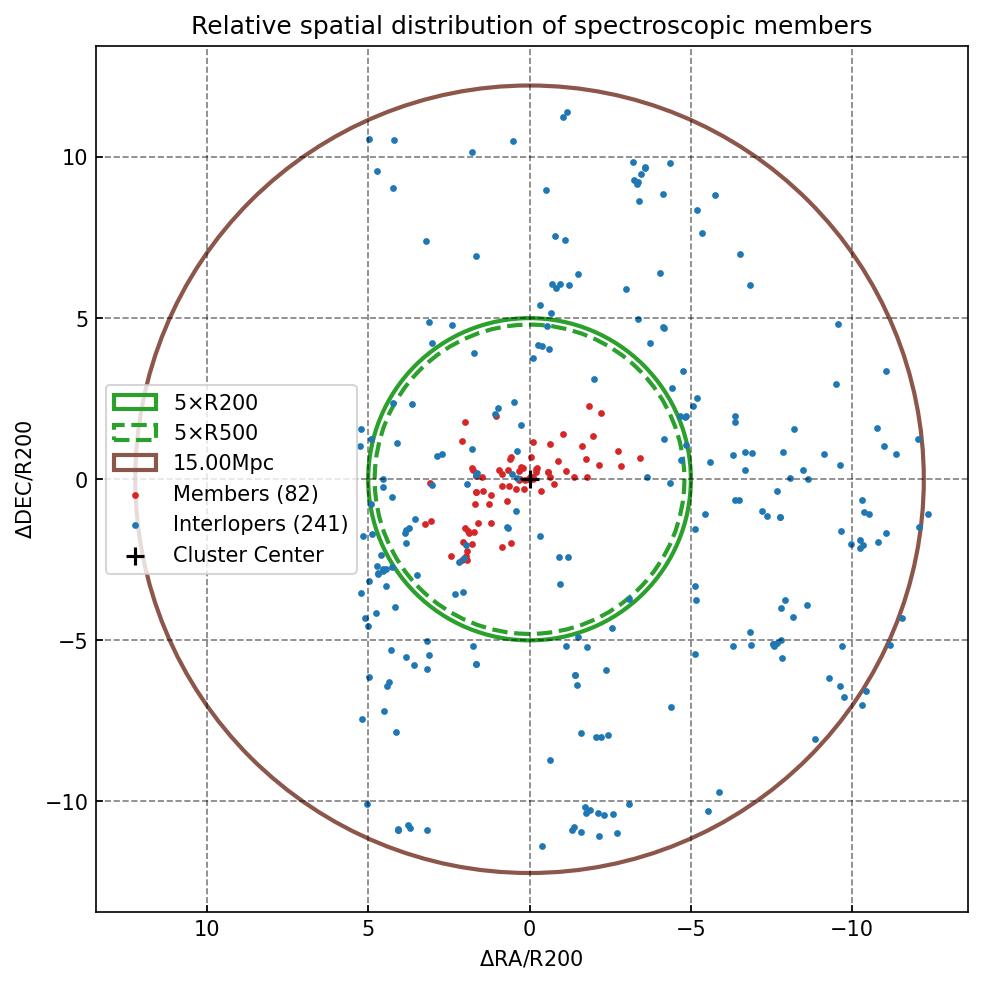 Relative spatial distribution of spectroscopic members
10
5
0
−5
−10
ΔDEC/R200
5×R200
5×R500
15.00Mpc
Members (82)
Interlopers (241)
Cluster Center
10
5
0
−5
−10
ΔRA/R200